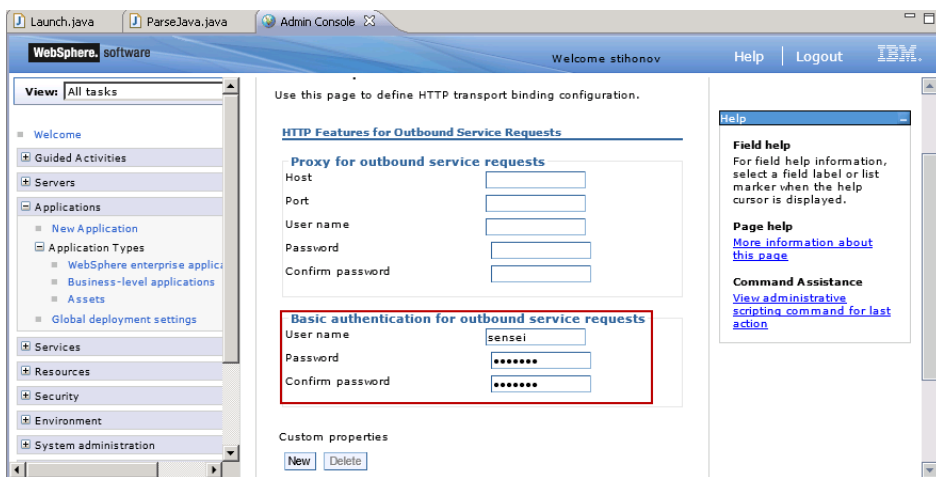 Launch.java
ParseJava.java
Admin Console
WebSphere. software
Welcome stihonov
Help
Logout
IBM.
View: All tasks
Welcome
Guided Activities
Servers
Applications
New Application
Application Types
WebSphere enterprise applic
Business-level applications
Assets
Global deployment settings
Services
Resources
Security
Environment
System administration
Use this page to define HTTP transport binding configuration.
HTTP Features for Outbound Service Requests
Proxy for outbound service requests
Host
Port
User name
Password
Confirm password
Basic authentication for outbound service requests
User name sensei
Password •••••••
Confirm password •••••••
Custom properties
New Delete
Help
Field help
For field help information,
select a field label or list
marker when the help
cursor is displayed.
Page help
More information about
this page
Command Assistance
View administrative
scripting command for last
action